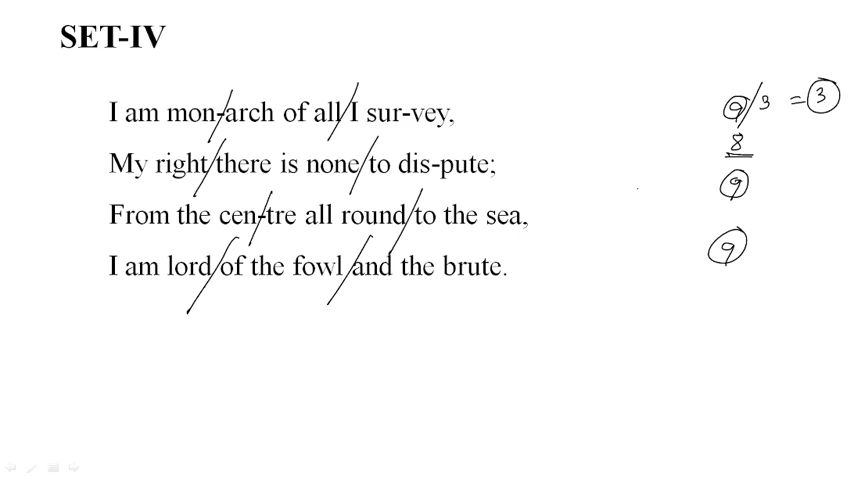 SET-IV
I am mon-arch of all I sur-vey, 9/3 = 3
My right there is none to dis-pute; 8
From the cen-tre all round to the sea, 9
I am lord of the fowl and the brute. 9